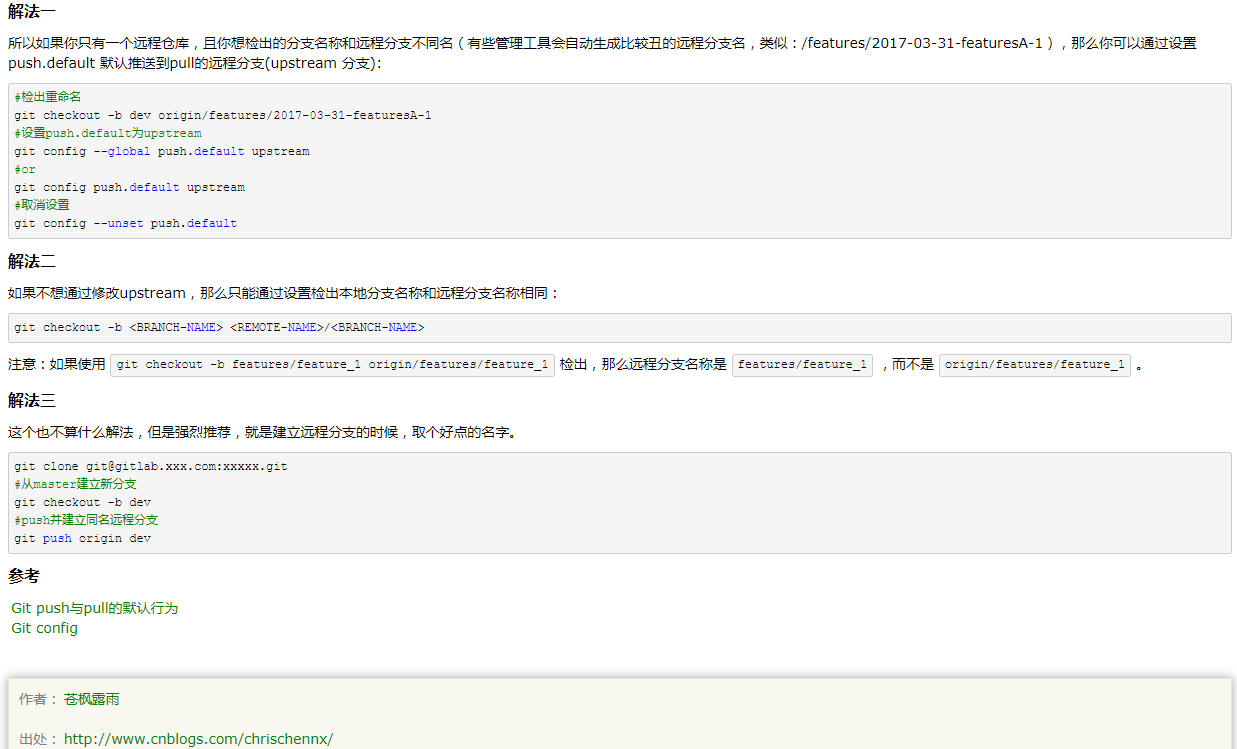 解法一
所以如果你只有一个远程仓库，且你想检出的分支名称和远程分支不同名（有些管理工具会自动生成比较丑的远程分支名，类似：/features/2017-03-31-featuresA-1），那么你可以通过设置
push.default 默认推送到pull的远程分支(upstream 分支):
#检出重命名
git checkout -b dev origin/features/2017-03-31-featuresA-1
#设置push.default为upstream
git config --global push.default upstream
#or
git config push.default upstream
#取消设置
git config --unset push.default
解法二
如果不想通过修改upstream，那么只能通过设置检出本地分支名称和远程分支名称相同：
git checkout -b <BRANCH-NAME> <REMOTE-NAME>/<BRANCH-NAME>
注意：如果使用 git checkout -b features/feature_1 origin/features/feature_1 检出，那么远程分支名称是 features/feature_1 ，而不是 origin/features/feature_1 。
解法三
这个也不算什么解法，但是强烈推荐，就是建立远程分支的时候，取个好点的名字。
git clone git@gitlab.xxx.com:xxxxx.git
#从master建立新分支
git checkout -b dev
#push并建立同名远程分支
git push origin dev
参考
Git push与pull的默认行为
Git config
作者： 苍枫露雨
出处： http://www.cnblogs.com/chrischennx/